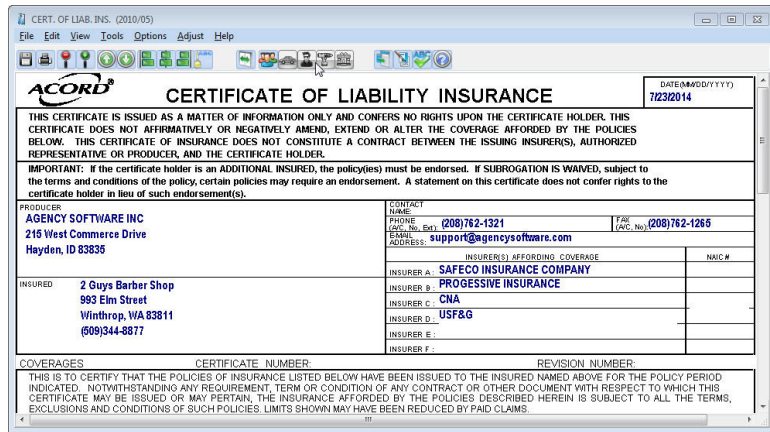 CERT. OF LIAB. INS. (2010/05)
File Edit View Tools Options Adjust Help
ABC
ABC
ACORD®
CERTIFICATE OF LIABILITY INSURANCE
DATE(MM/DD/YYYY)
7/23/2014
THIS CERTIFICATE IS ISSUED AS A MATTER OF INFORMATION ONLY AND CONFERS NO RIGHTS UPON THE CERTIFICATE HOLDER. THIS
CERTIFICATE DOES NOT AFFIRMATIVELY OR NEGATIVELY AMEND, EXTEND OR ALTER THE COVERAGE AFFORDED BY THE POLICIES
BELOW. THIS CERTIFICATE OF INSURANCE DOES NOT CONSTITUTE A CONTRACT BETWEEN THE ISSUING INSURER(S), AUTHORIZED
REPRESENTATIVE OR PRODUCER, AND THE CERTIFICATE HOLDER.
IMPORTANT: If the certificate holder is an ADDITIONAL INSURED, the policy(ies) must be endorsed. If SUBROGATION IS WAIVED, subject to
the terms and conditions of the policy, certain policies may require an endorsement. A statement on this certificate does not confer rights to the
certificate holder in lieu of such endorsement(s).
PRODUCER
AGENCY SOFTWARE INC
215 West Commerce Drive
Hayden, ID 83835
CONTACT
NAME:
PHONE
(A/C, No, Ext): (208)762-1321
FAX
(A/C, No): (208)762-1265
E-MAIL
ADDRESS: support@agencysoftware.com
INSURER(S) AFFORDING COVERAGE NAIC #
INSURER A : SAFECO INSURANCE COMPANY
INSURED
2 Guys Barber Shop
993 Elm Street
Winthrop, WA 83811
(509)344-8877
INSURER B : PROGESSIVE INSURANCE
INSURER C : CNA
INSURER D : USF&G
INSURER E :
INSURER F :
COVERAGES CERTIFICATE NUMBER: REVISION NUMBER:
THIS IS TO CERTIFY THAT THE POLICIES OF INSURANCE LISTED BELOW HAVE BEEN ISSUED TO THE INSURED NAMED ABOVE FOR THE POLICY PERIOD
INDICATED. NOTWITHSTANDING ANY REQUIREMENT, TERM OR CONDITION OF ANY CONTRACT OR OTHER DOCUMENT WITH RESPECT TO WHICH THIS
CERTIFICATE MAY BE ISSUED OR MAY PERTAIN, THE INSURANCE AFFORDED BY THE POLICIES DESCRIBED HEREIN IS SUBJECT TO ALL THE TERMS,
EXCLUSIONS AND CONDITIONS OF SUCH POLICIES. LIMITS SHOWN MAY HAVE BEEN REDUCED BY PAID CLAIMS.